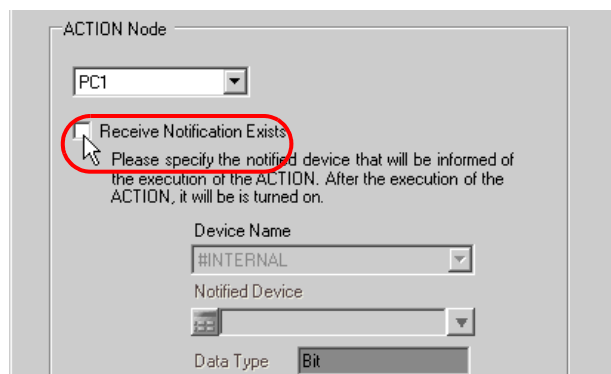 ACTION Node
PC1
Receive Notification Exists
Please specify the notified device that will be informed of
the execution of the ACTION. After the execution of the
ACTION, it will be is turned on.
Device Name
#INTERNAL
Notified Device
Data Type Bit